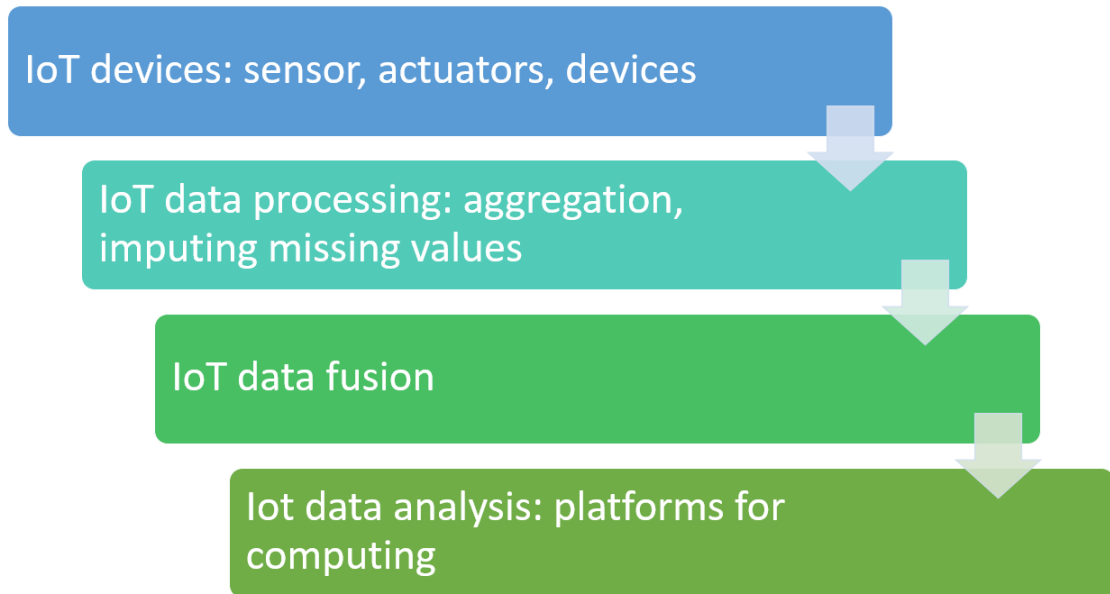 IoT devices: sensor, actuators, devices
IoT data processing: aggregation,
imputing missing values
IoT data fusion
Iot data analysis: platforms for
computing